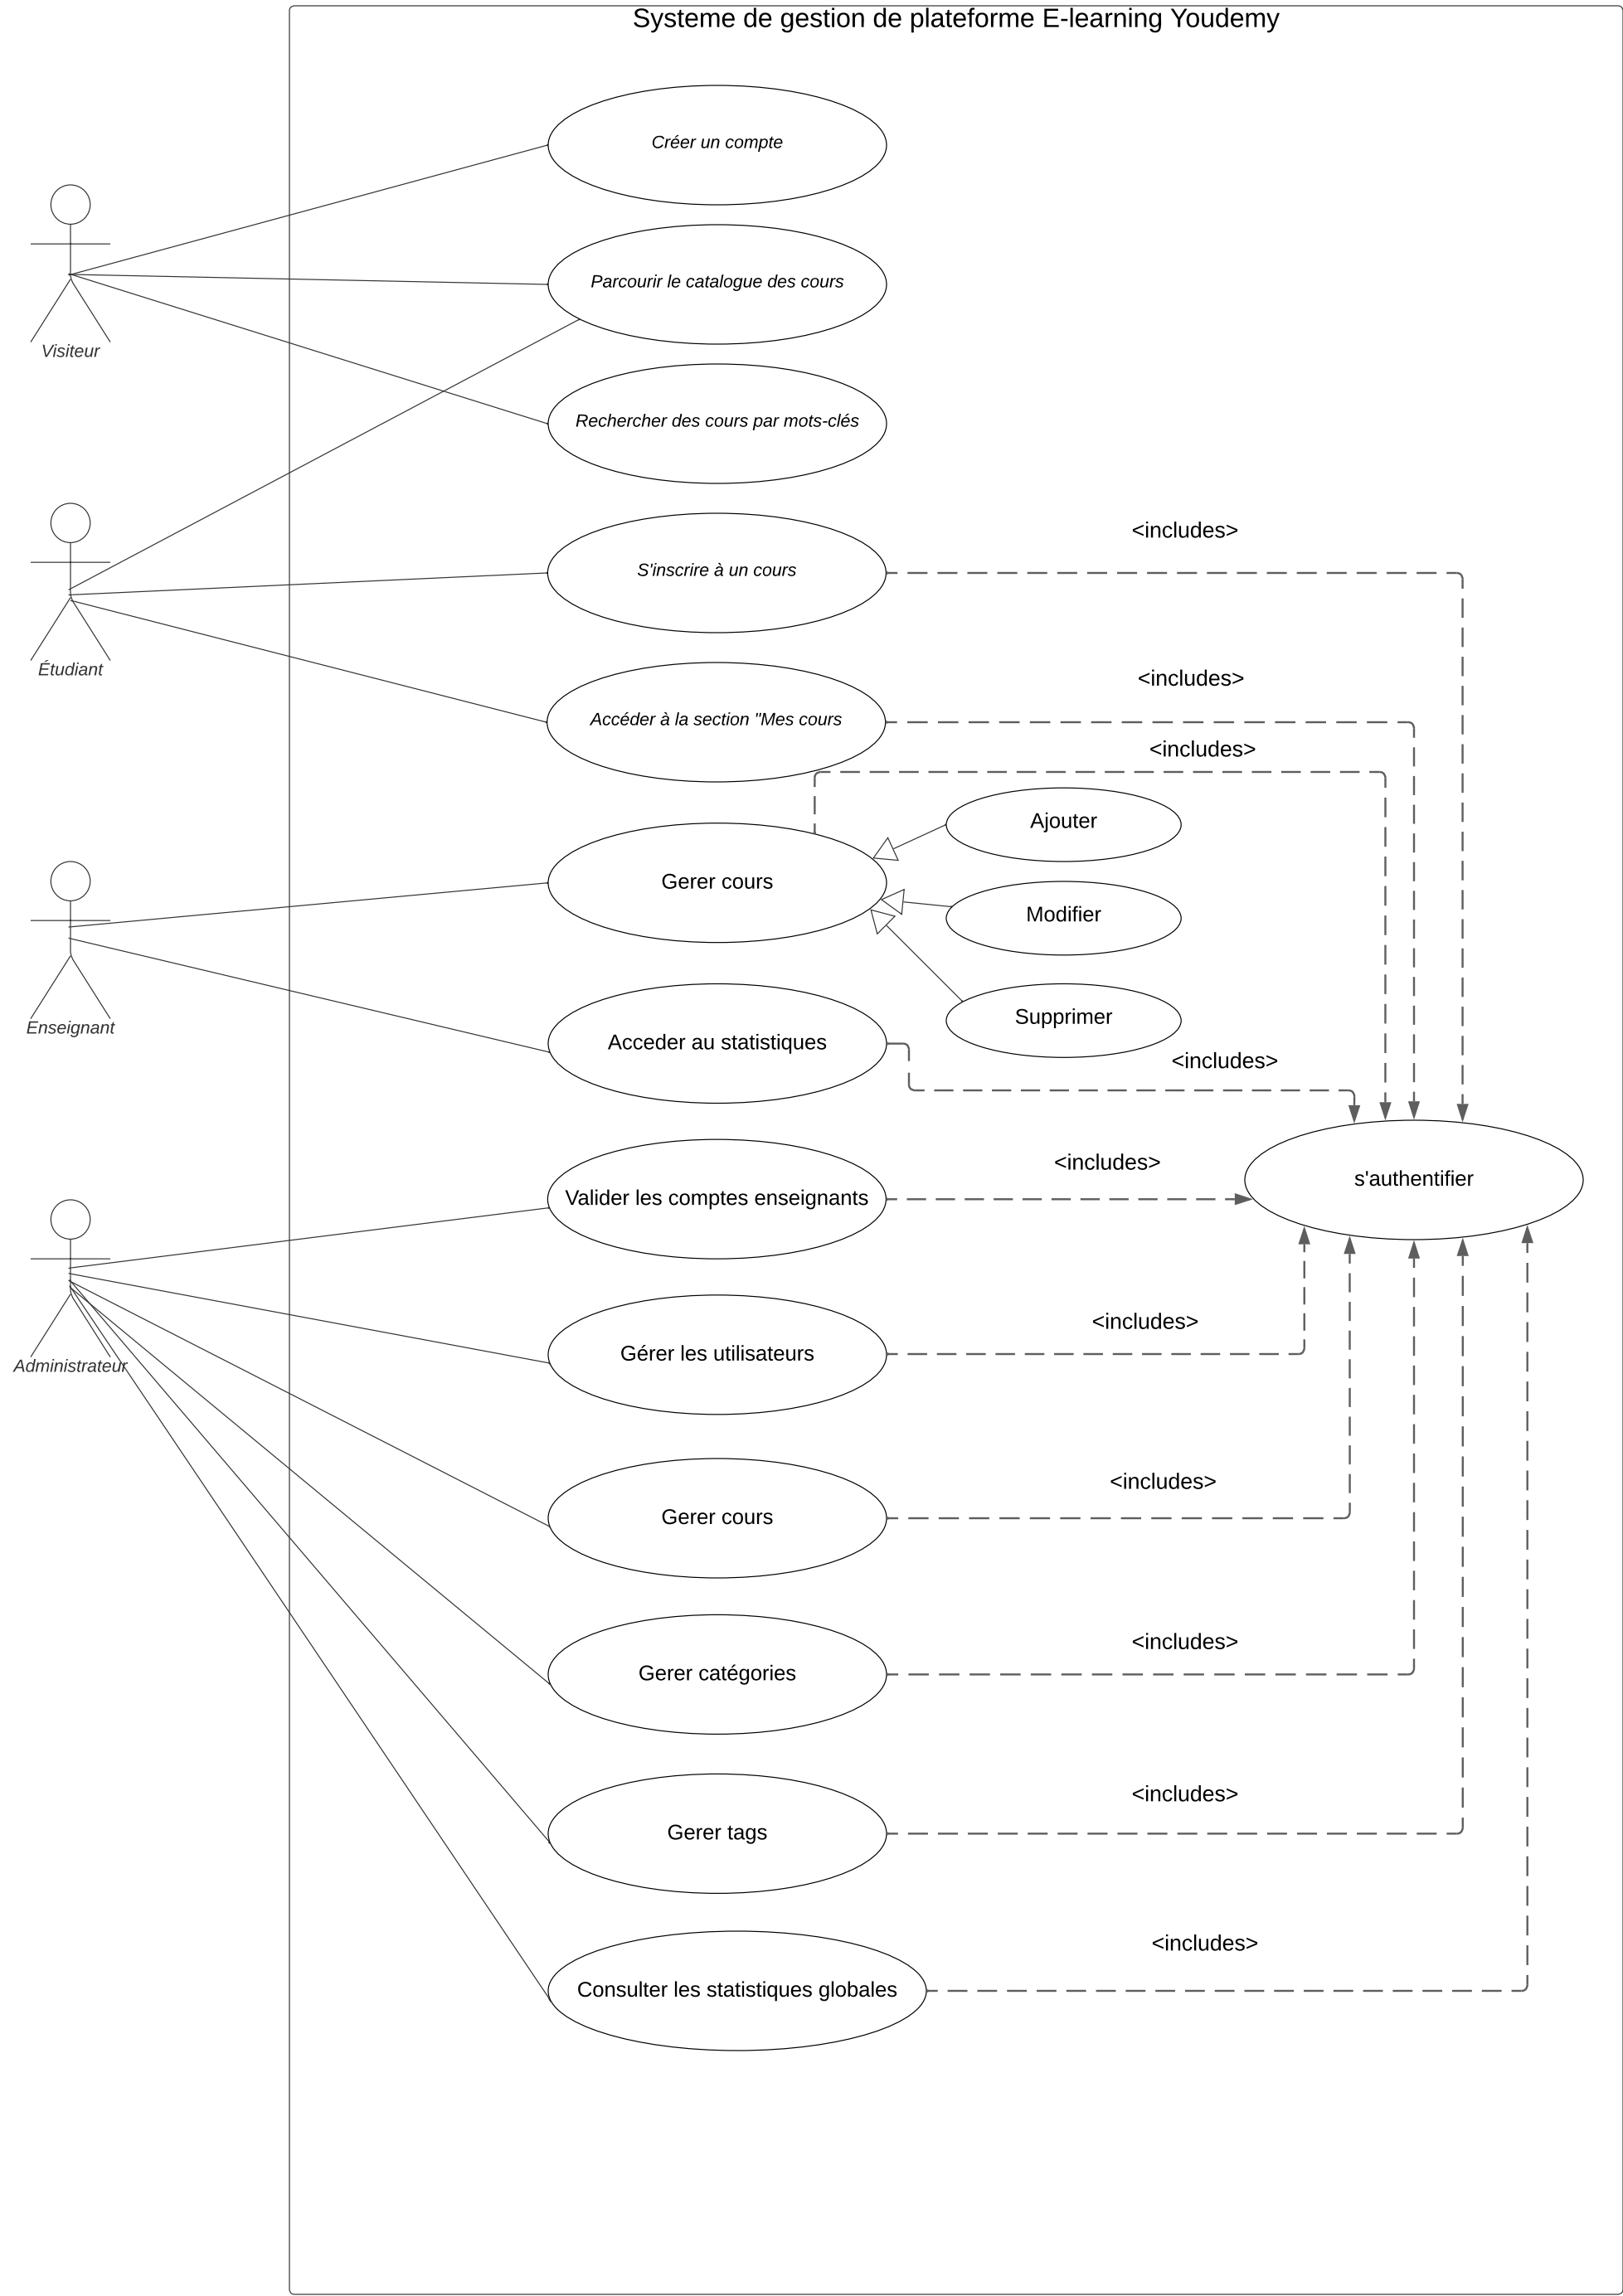 Systeme de gestion de plateforme E-learning Youdemy
Créer un compte
Parcourir le catalogue des cours
Visiteur
Rechercher des cours par mots-clés
<includes>
S'inscrire à un cours
Étudiant
<includes>
Accéder à la section "Mes cours
<includes>
Ajouter
Gerer cours
Modifier
Supprimer
Enseignant
Acceder au statistiques
<includes>
<includes>
s'authentifier
Valider les comptes enseignants
<includes>
Gérer les utilisateurs
Administrateur
<includes>
Gerer cours
<includes>
Gerer catégories
<includes>
Gerer tags
<includes>
Consulter les statistiques globales